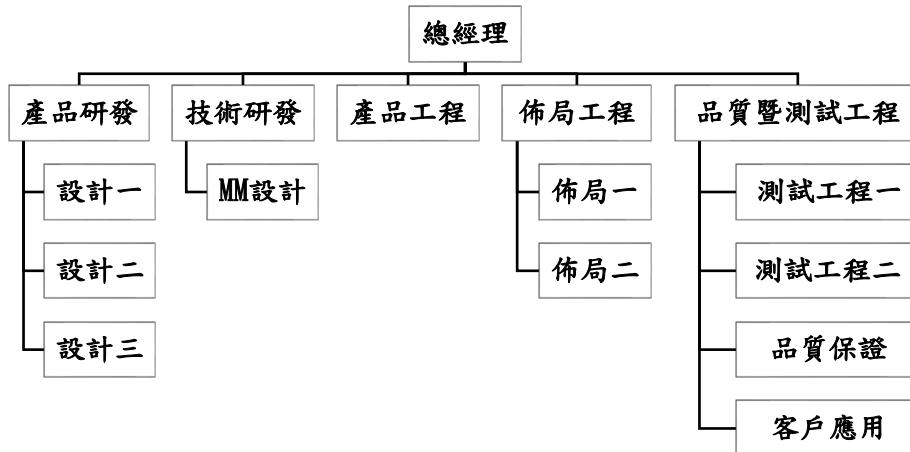 總經理
產品研發
技術研發
產品工程
佈局工程
品質暨測試工程
設計一
MM設計
佈局一
測試工程一
設計二
佈局二
測試工程二
設計三
品質保證
客戶應用